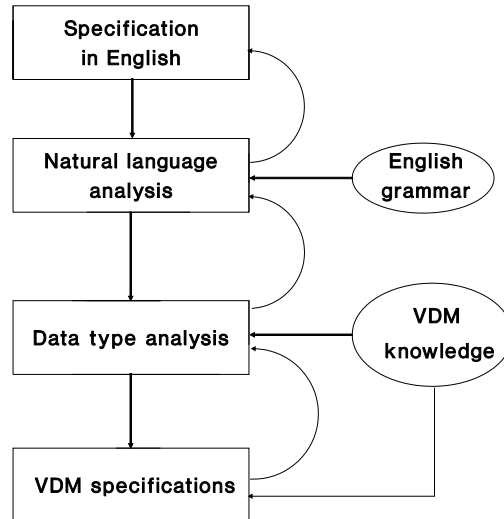 Specification
in English
Natural language
analysis
English
grammar
Data type analysis
VDM
knowledge
VDM specifications